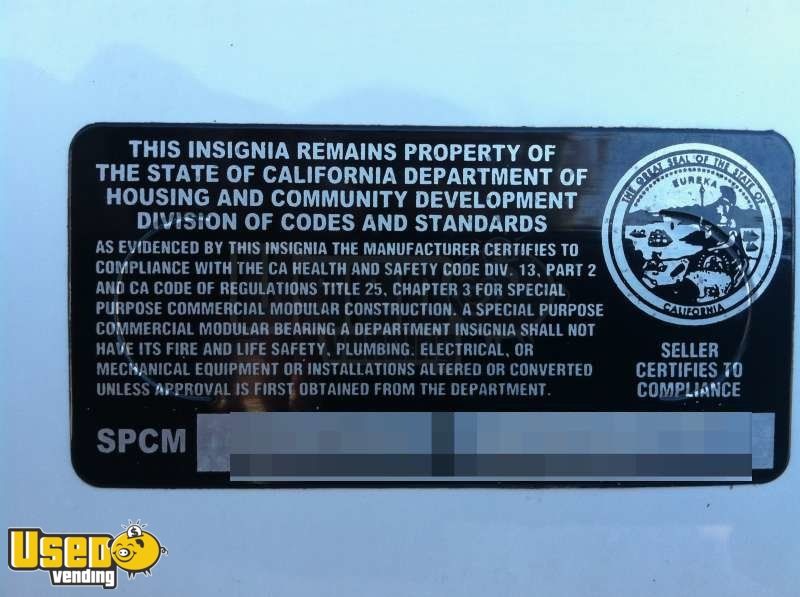 THIS INSIGNIA REMAINS PROPERTY OF
THE STATE OF CALIFORNIA DEPARTMENT OF
HOUSING AND COMMUNITY DEVELOPMENT
DIVISION OF CODES AND STANDARDS
AS EVIDENCED BY THIS INSIGNIA THE MANUFACTURER CERTIFIES TO
COMPLIANCE WITH THE CA HEALTH AND SAFETY CODE DIV. 13, PART 2
AND CA CODE OF REGULATIONS TITLE 25, CHAPTER 3 FOR SPECIAL
PURPOSE COMMERCIAL MODULAR CONSTRUCTION. A SPECIAL PURPOSE
COMMERCIAL MODULAR BEARING A DEPARTMENT INSIGNIA SHALL NOT
HAVE ITS FIRE AND LIFE SAFETY, PLUMBING, ELECTRICAL, OR
MECHANICAL EQUIPMENT OR INSTALLATIONS ALTERED OR CONVERTED
UNLESS APPROVAL IS FIRST OBTAINED FROM THE DEPARTMENT.
THE GREAT SEAL OF THE STATE OF
EUREKA
CALIFORNIA
SELLER
CERTIFIES TO
COMPLIANCE
SPCM
Used
vending